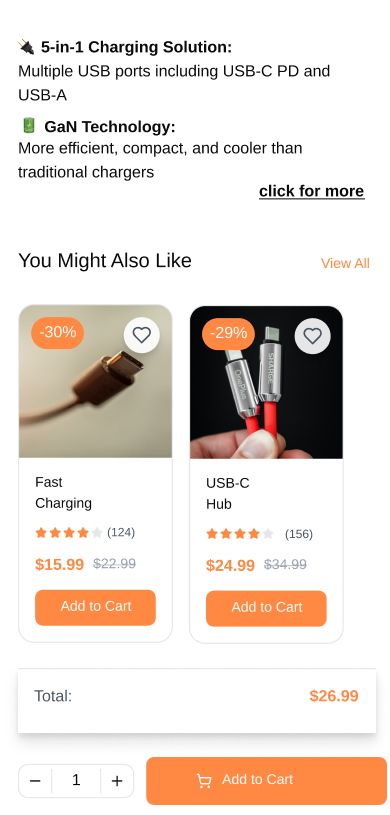 5-in-1 Charging Solution:
Multiple USB ports including USB-C PD and
USB-A
GaN Technology:
More efficient, compact, and cooler than
traditional chargers
click for more
You Might Also Like
View All
-30%
-29%
OnePlus
SHARGE
Fast
Charging
(124)
$15.99 $22.99
Add to Cart
USB-C
Hub
(156)
$24.99 $34.99
Add to Cart
Total:
$26.99
− 1 +
Add to Cart